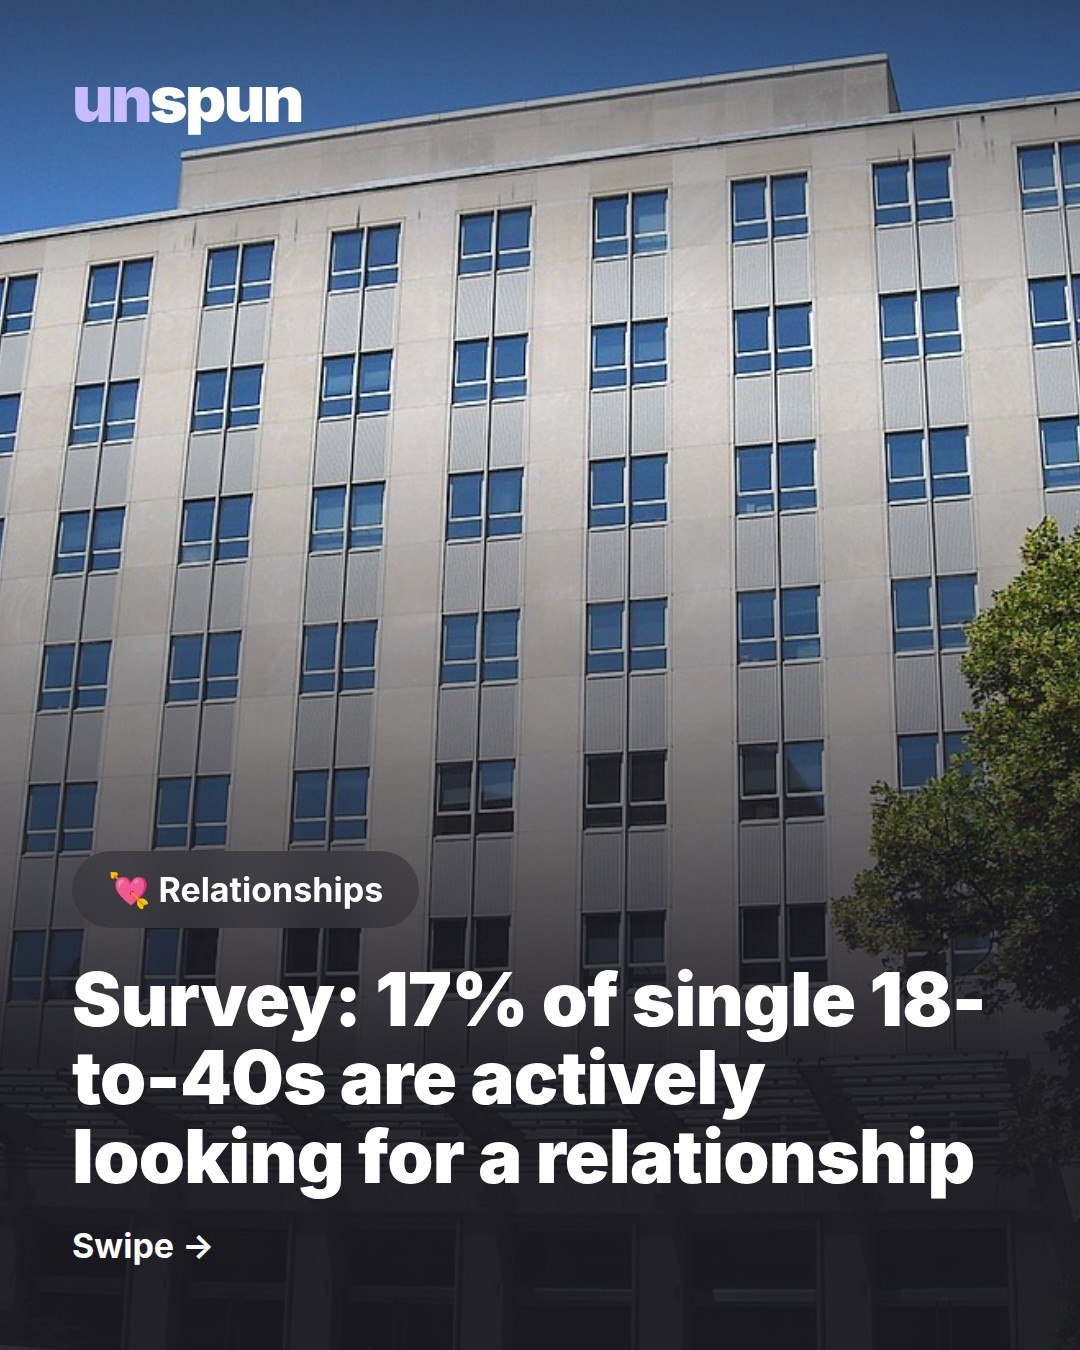 unspun
💘 Relationships
Survey: 17% of single 18-
to-40s are actively
looking for a relationship
Swipe →